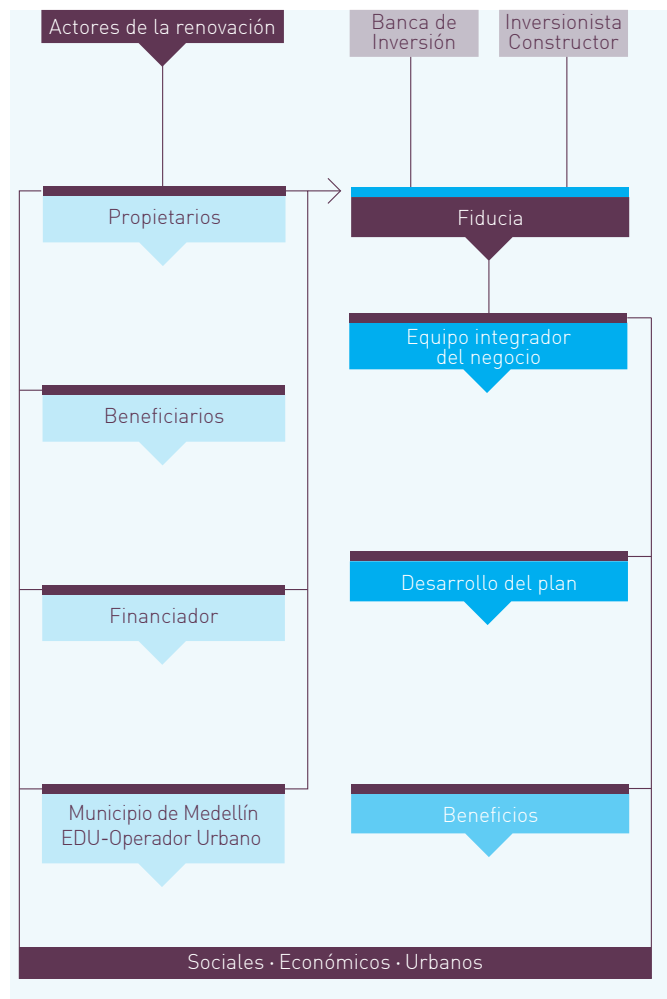 Actores de la renovación
Banca de
Inversión
Inversionista
Constructor
Propietarios
Fiducia
Equipo integrador
del negocio
Beneficiarios
Desarrollo del plan
Financiador
Municipio de Medellín
EDU-Operador Urbano
Beneficios
Sociales · Económicos · Urbanos